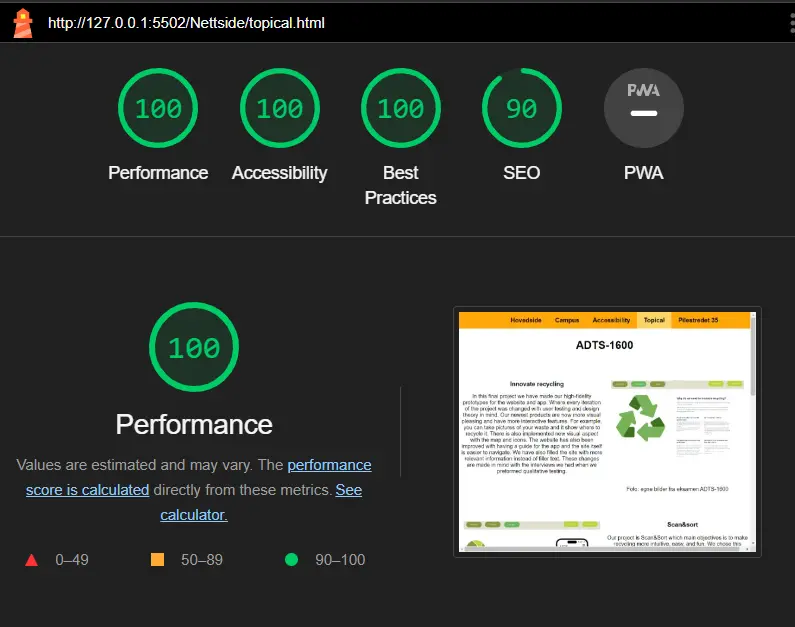 http://127.0.0.1:5502/Nettside/topical.html
100
100
100
90
PWA
Performance
Accessibility
Best
Practices
SEO
PWA
100
Performance
Values are estimated and may vary. The performance
score is calculated directly from these metrics. See
calculator.
0–49
50–89
90–100
Hovedside Campus Accessibility Topical Pilestredet 35
ADTS-1600
Innovate recycling
In this final project we have made our high-fidelity
prototypes for the website and app. Where every iteration
of the project was changed with user testing and design
theory in mind. Our newest products are now more visual
pleasing and have more interactive features. For example,
you can take pictures of your waste and it show where to
recycle it. There is also implemented new visual aspect
with the map and icons. The website has also been
improved with having a guide for the app and the site itself
is easier to navigate. We have also filled the site with more
relevant information instead of filler text. These changes
are made in mind with the interviews we had when we
preformed qualitative testing.
Foto: egne bilder fra eksamen ADTS-1600
Scan&sort
Our project is Scan&Sort which main objectives is to make
recycling more intuitive, easy, and fun. We chose this